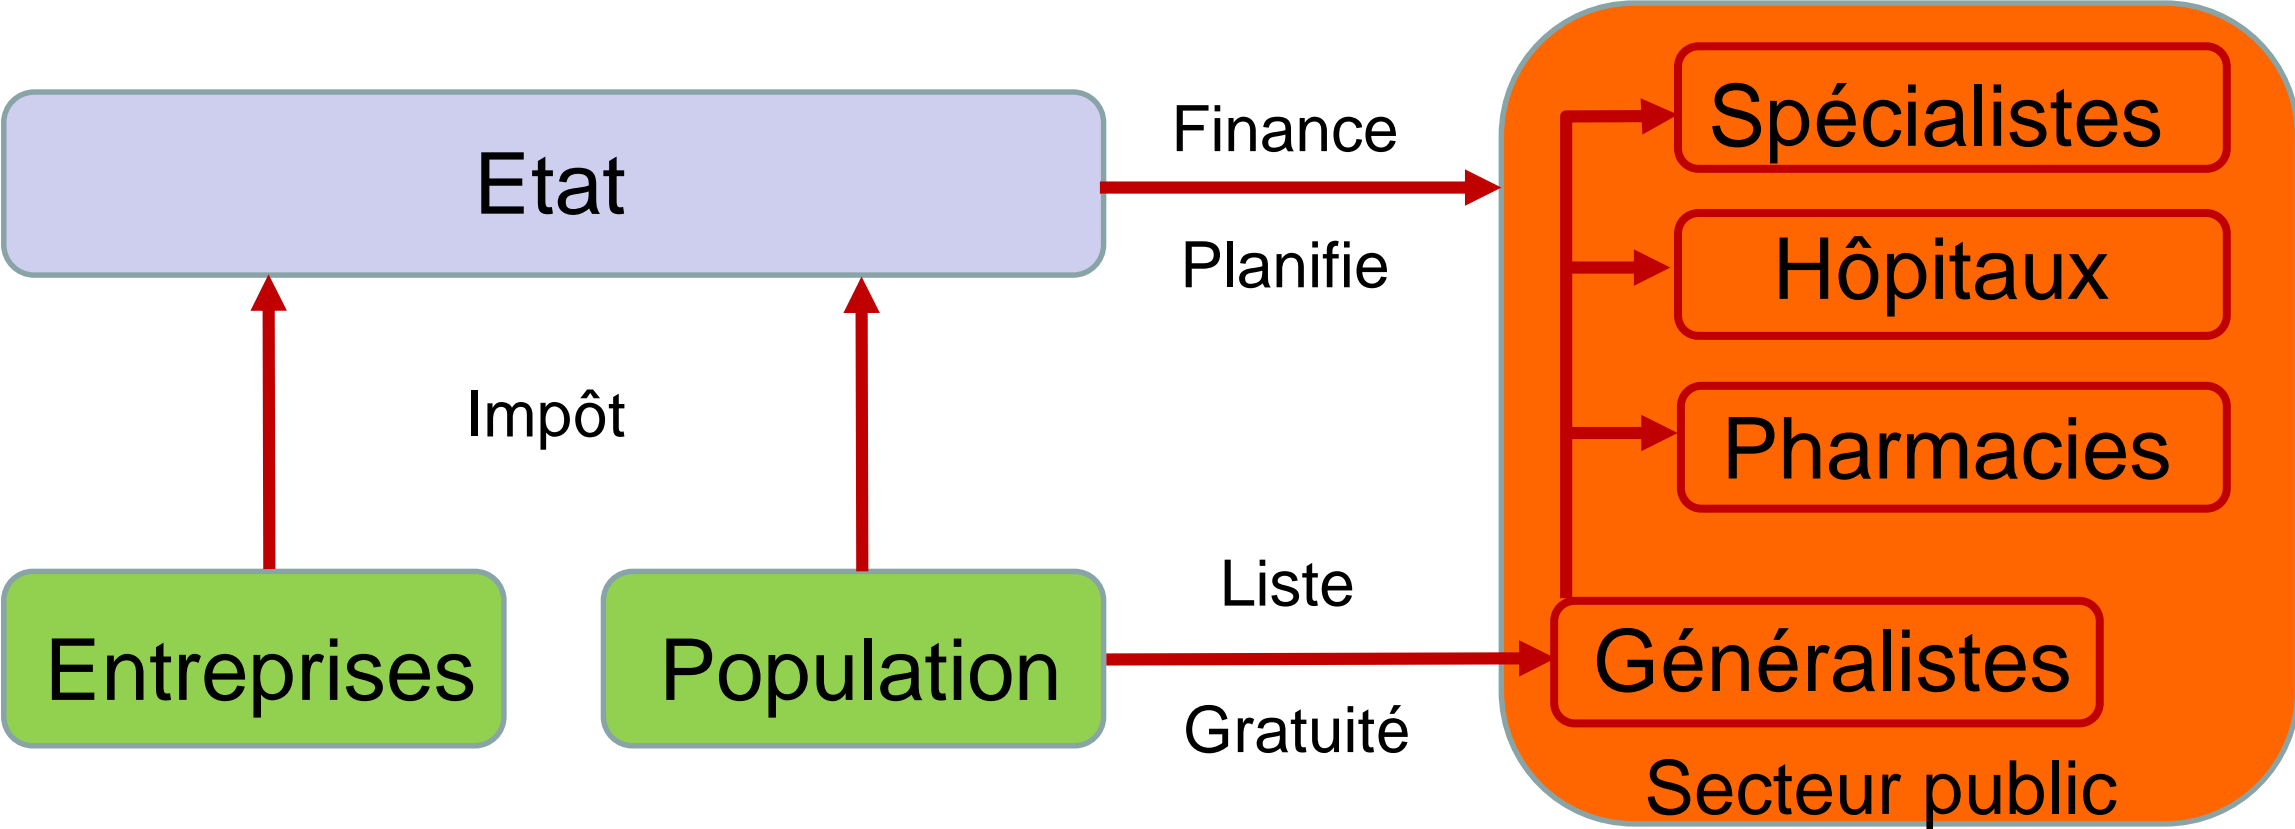 Etat
Finance
Planifie
Impôt
Entreprises
Population
Liste
Gratuité
Spécialistes
Hôpitaux
Pharmacies
Généralistes
Secteur public